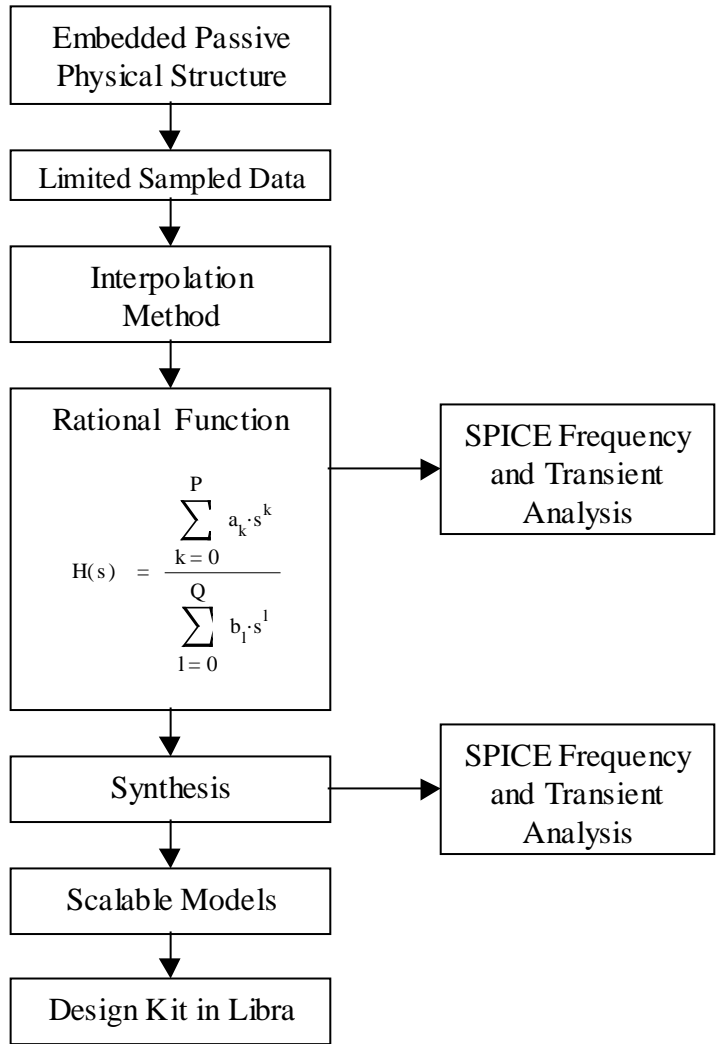 Embedded Passive
Physical Structure
Limited Sampled Data
Interpolation
Method
Rational Function
P
∑ a_k·s^k
k = 0
H(s) =
Q
∑ b_l·s^l
l = 0
SPICE Frequency
and Transient
Analysis
Synthesis
SPICE Frequency
and Transient
Analysis
Scalable Models
Design Kit in Libra